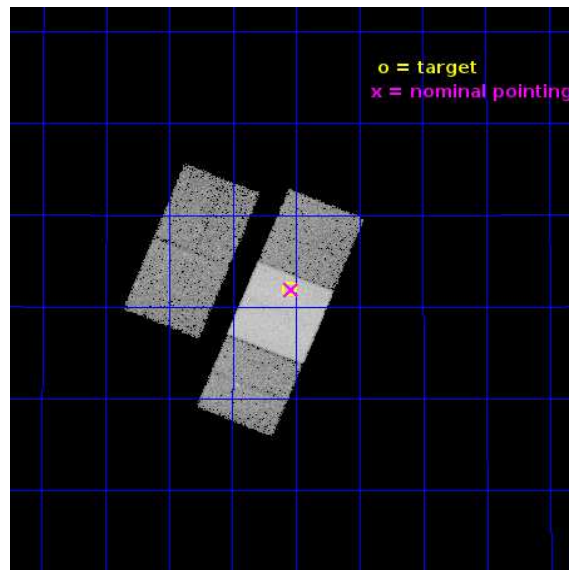 o = target
x = nominal pointing